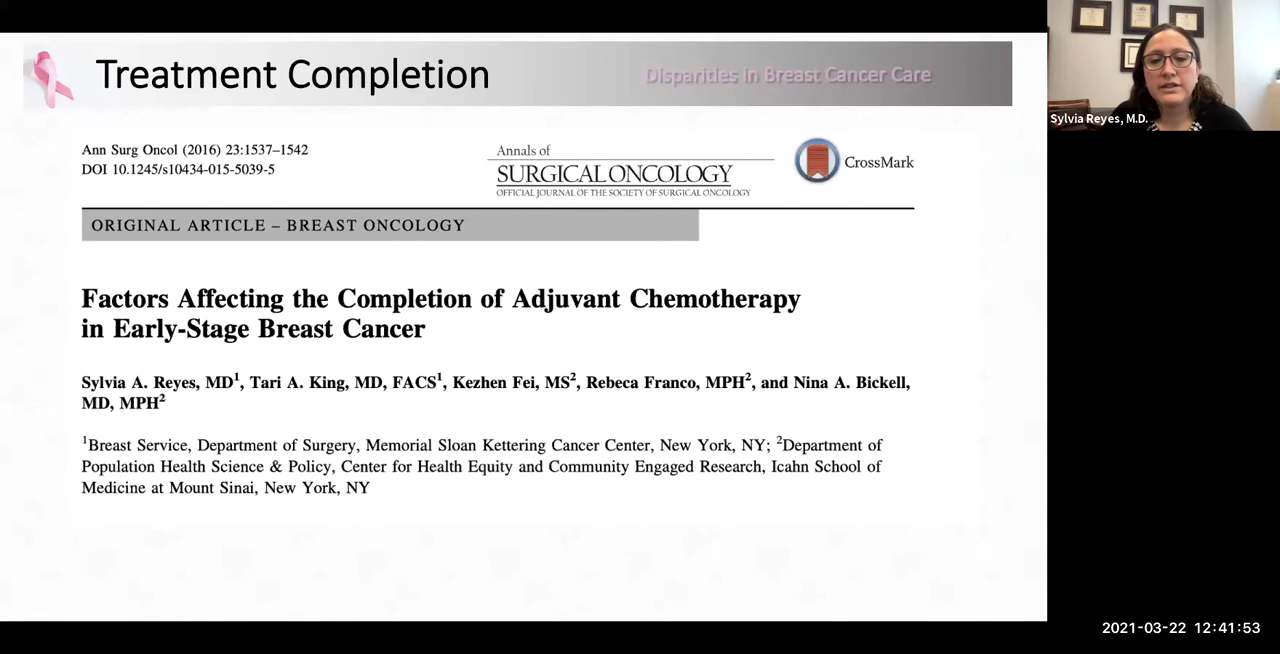 Treatment Completion
Disparities in Breast Cancer Care
Sylvia Reyes, M.D.
Ann Surg Oncol (2016) 23:1537–1542
DOI 10.1245/s10434-015-5039-5
Annals of
SURGICAL ONCOLOGY
OFFICIAL JOURNAL OF THE SOCIETY OF SURGICAL ONCOLOGY
CrossMark
ORIGINAL ARTICLE – BREAST ONCOLOGY
Factors Affecting the Completion of Adjuvant Chemotherapy
in Early-Stage Breast Cancer
Sylvia A. Reyes, MD1, Tari A. King, MD, FACS1, Kezhen Fei, MS2, Rebeca Franco, MPH2, and Nina A. Bickell,
MD, MPH2
1Breast Service, Department of Surgery, Memorial Sloan Kettering Cancer Center, New York, NY; 2Department of
Population Health Science & Policy, Center for Health Equity and Community Engaged Research, Icahn School of
Medicine at Mount Sinai, New York, NY
2021-03-22 12:41:53